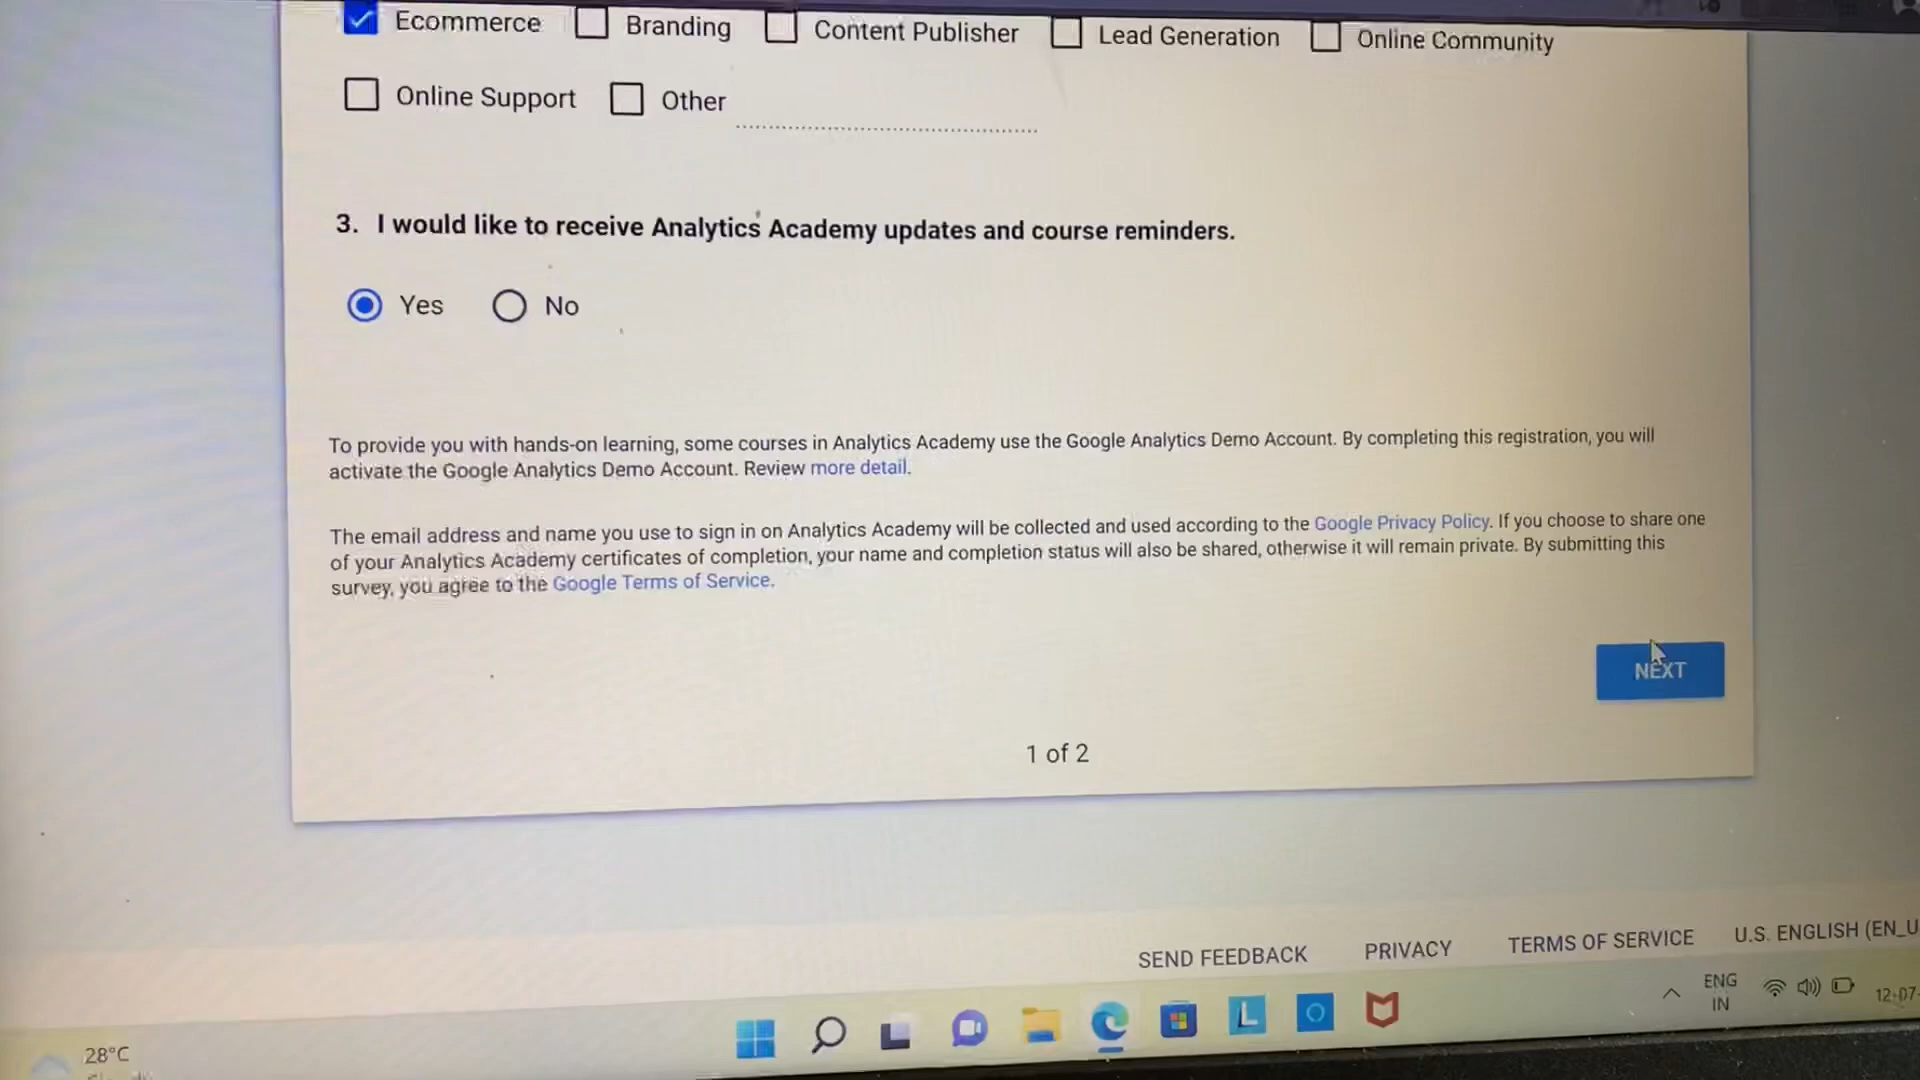 Ecommerce Branding Content Publisher Lead Generation Online Community
Online Support Other
3. I would like to receive Analytics Academy updates and course reminders.
Yes No
To provide you with hands-on learning, some courses in Analytics Academy use the Google Analytics Demo Account. By completing this registration, you will
activate the Google Analytics Demo Account. Review more detail.
The email address and name you use to sign in on Analytics Academy will be collected and used according to the Google Privacy Policy. If you choose to share one
of your Analytics Academy certificates of completion, your name and completion status will also be shared, otherwise it will remain private. By submitting this
survey, you agree to the Google Terms of Service.
NEXT
1 of 2
SEND FEEDBACK PRIVACY TERMS OF SERVICE U.S. ENGLISH (EN_U
ENG
IN
12-07-
28°C